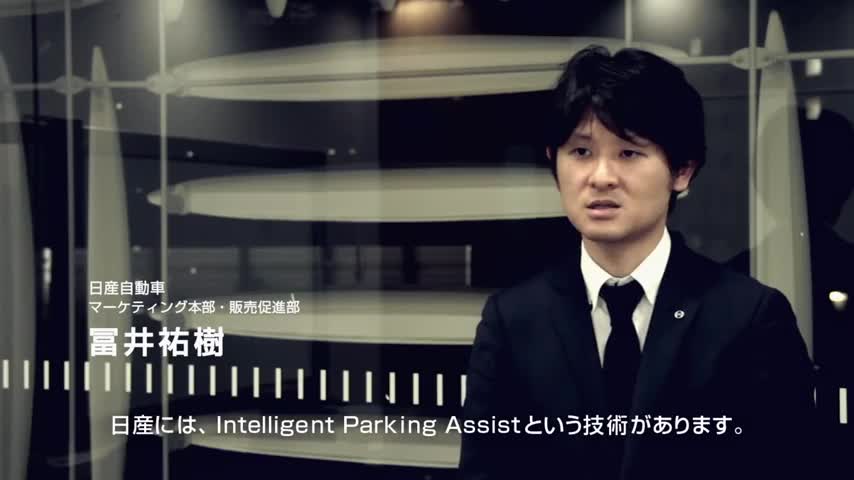 日産自動車
マーケティング本部・販売促進部
冨井祐樹
日産には、Intelligent Parking Assistという技術があります。